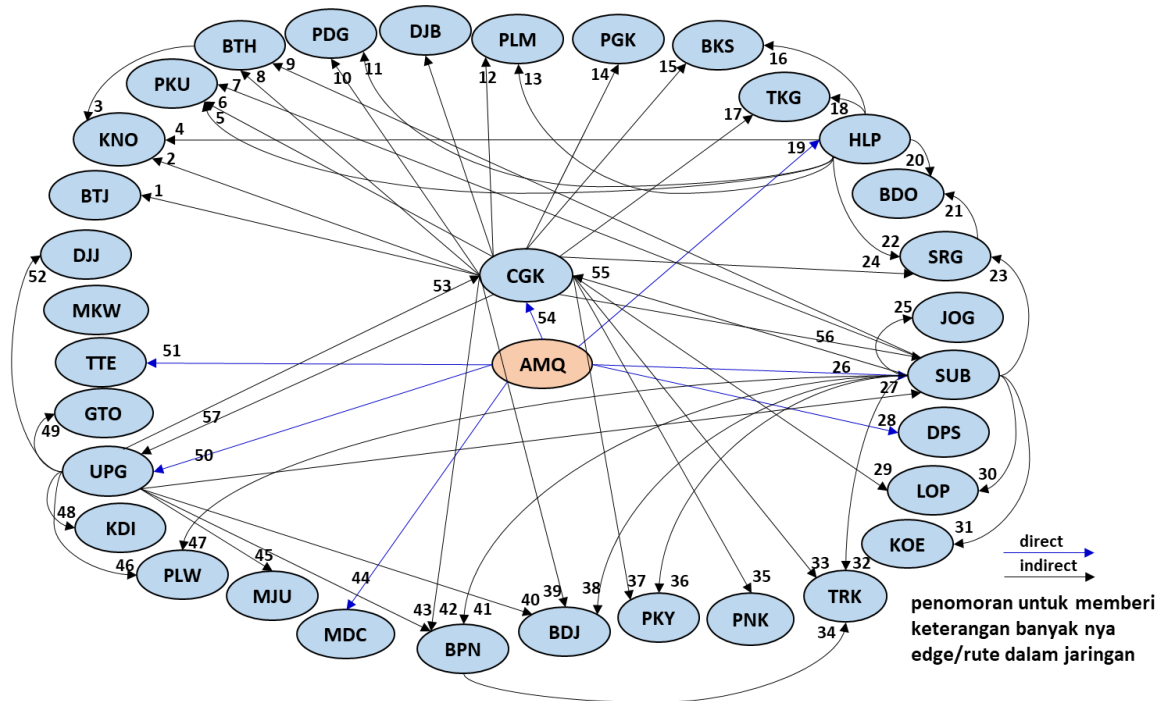 BTH
PDG
DJB
PLM
PGK
BKS
PKU
7
8
9
10
11
12
13
14
15
16
TKG
3
6
5
17
18
KNO
4
HLP
19
2
20
BTJ
1
BDO
21
DJJ
22
SRG
52
CGK
55
24
23
53
MKW
54
25
JOG
56
TTE
51
AMQ
26
SUB
27
GTO
49
57
28
DPS
UPG
50
29
LOP
30
48
KDI
31
KOE
direct
indirect
46
PLW
47
45
MJU
44
43
42
41
40
39
38
37
36
35
33
32
TRK
34
MDC
BPN
BDJ
PKY
PNK
penomoran untuk memberi
keterangan banyak nya
edge/rute dalam jaringan